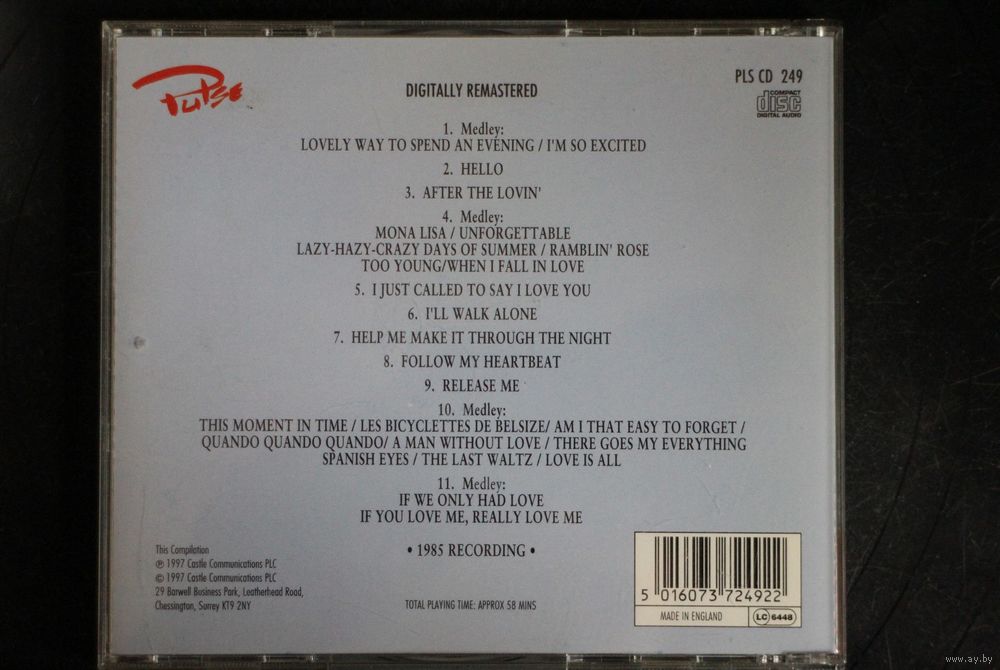 Pulse
PLS CD 249
COMPACT
disc
DIGITAL AUDIO
DIGITALLY REMASTERED
1. Medley:
LOVELY WAY TO SPEND AN EVENING / I'M SO EXCITED
2. HELLO
3. AFTER THE LOVIN'
4. Medley:
MONA LISA / UNFORGETTABLE
LAZY-HAZY-CRAZY DAYS OF SUMMER / RAMBLIN' ROSE
TOO YOUNG/WHEN I FALL IN LOVE
5. I JUST CALLED TO SAY I LOVE YOU
6. I'LL WALK ALONE
7. HELP ME MAKE IT THROUGH THE NIGHT
8. FOLLOW MY HEARTBEAT
9. RELEASE ME
10. Medley:
THIS MOMENT IN TIME / LES BICYCLETTES DE BELSIZE/ AM I THAT EASY TO FORGET /
QUANDO QUANDO QUANDO/ A MAN WITHOUT LOVE / THERE GOES MY EVERYTHING
SPANISH EYES / THE LAST WALTZ / LOVE IS ALL
11. Medley:
IF WE ONLY HAD LOVE
IF YOU LOVE ME, REALLY LOVE ME
• 1985 RECORDING •
This Compilation
℗ 1997 Castle Communications PLC
© 1997 Castle Communications PLC
29 Barwell Business Park, Leatherhead Road,
Chessington, Surrey KT9 2NY
TOTAL PLAYING TIME: APPROX 58 MINS
5 016073 724922
MADE IN ENGLAND
LC 6448
www.ay.by